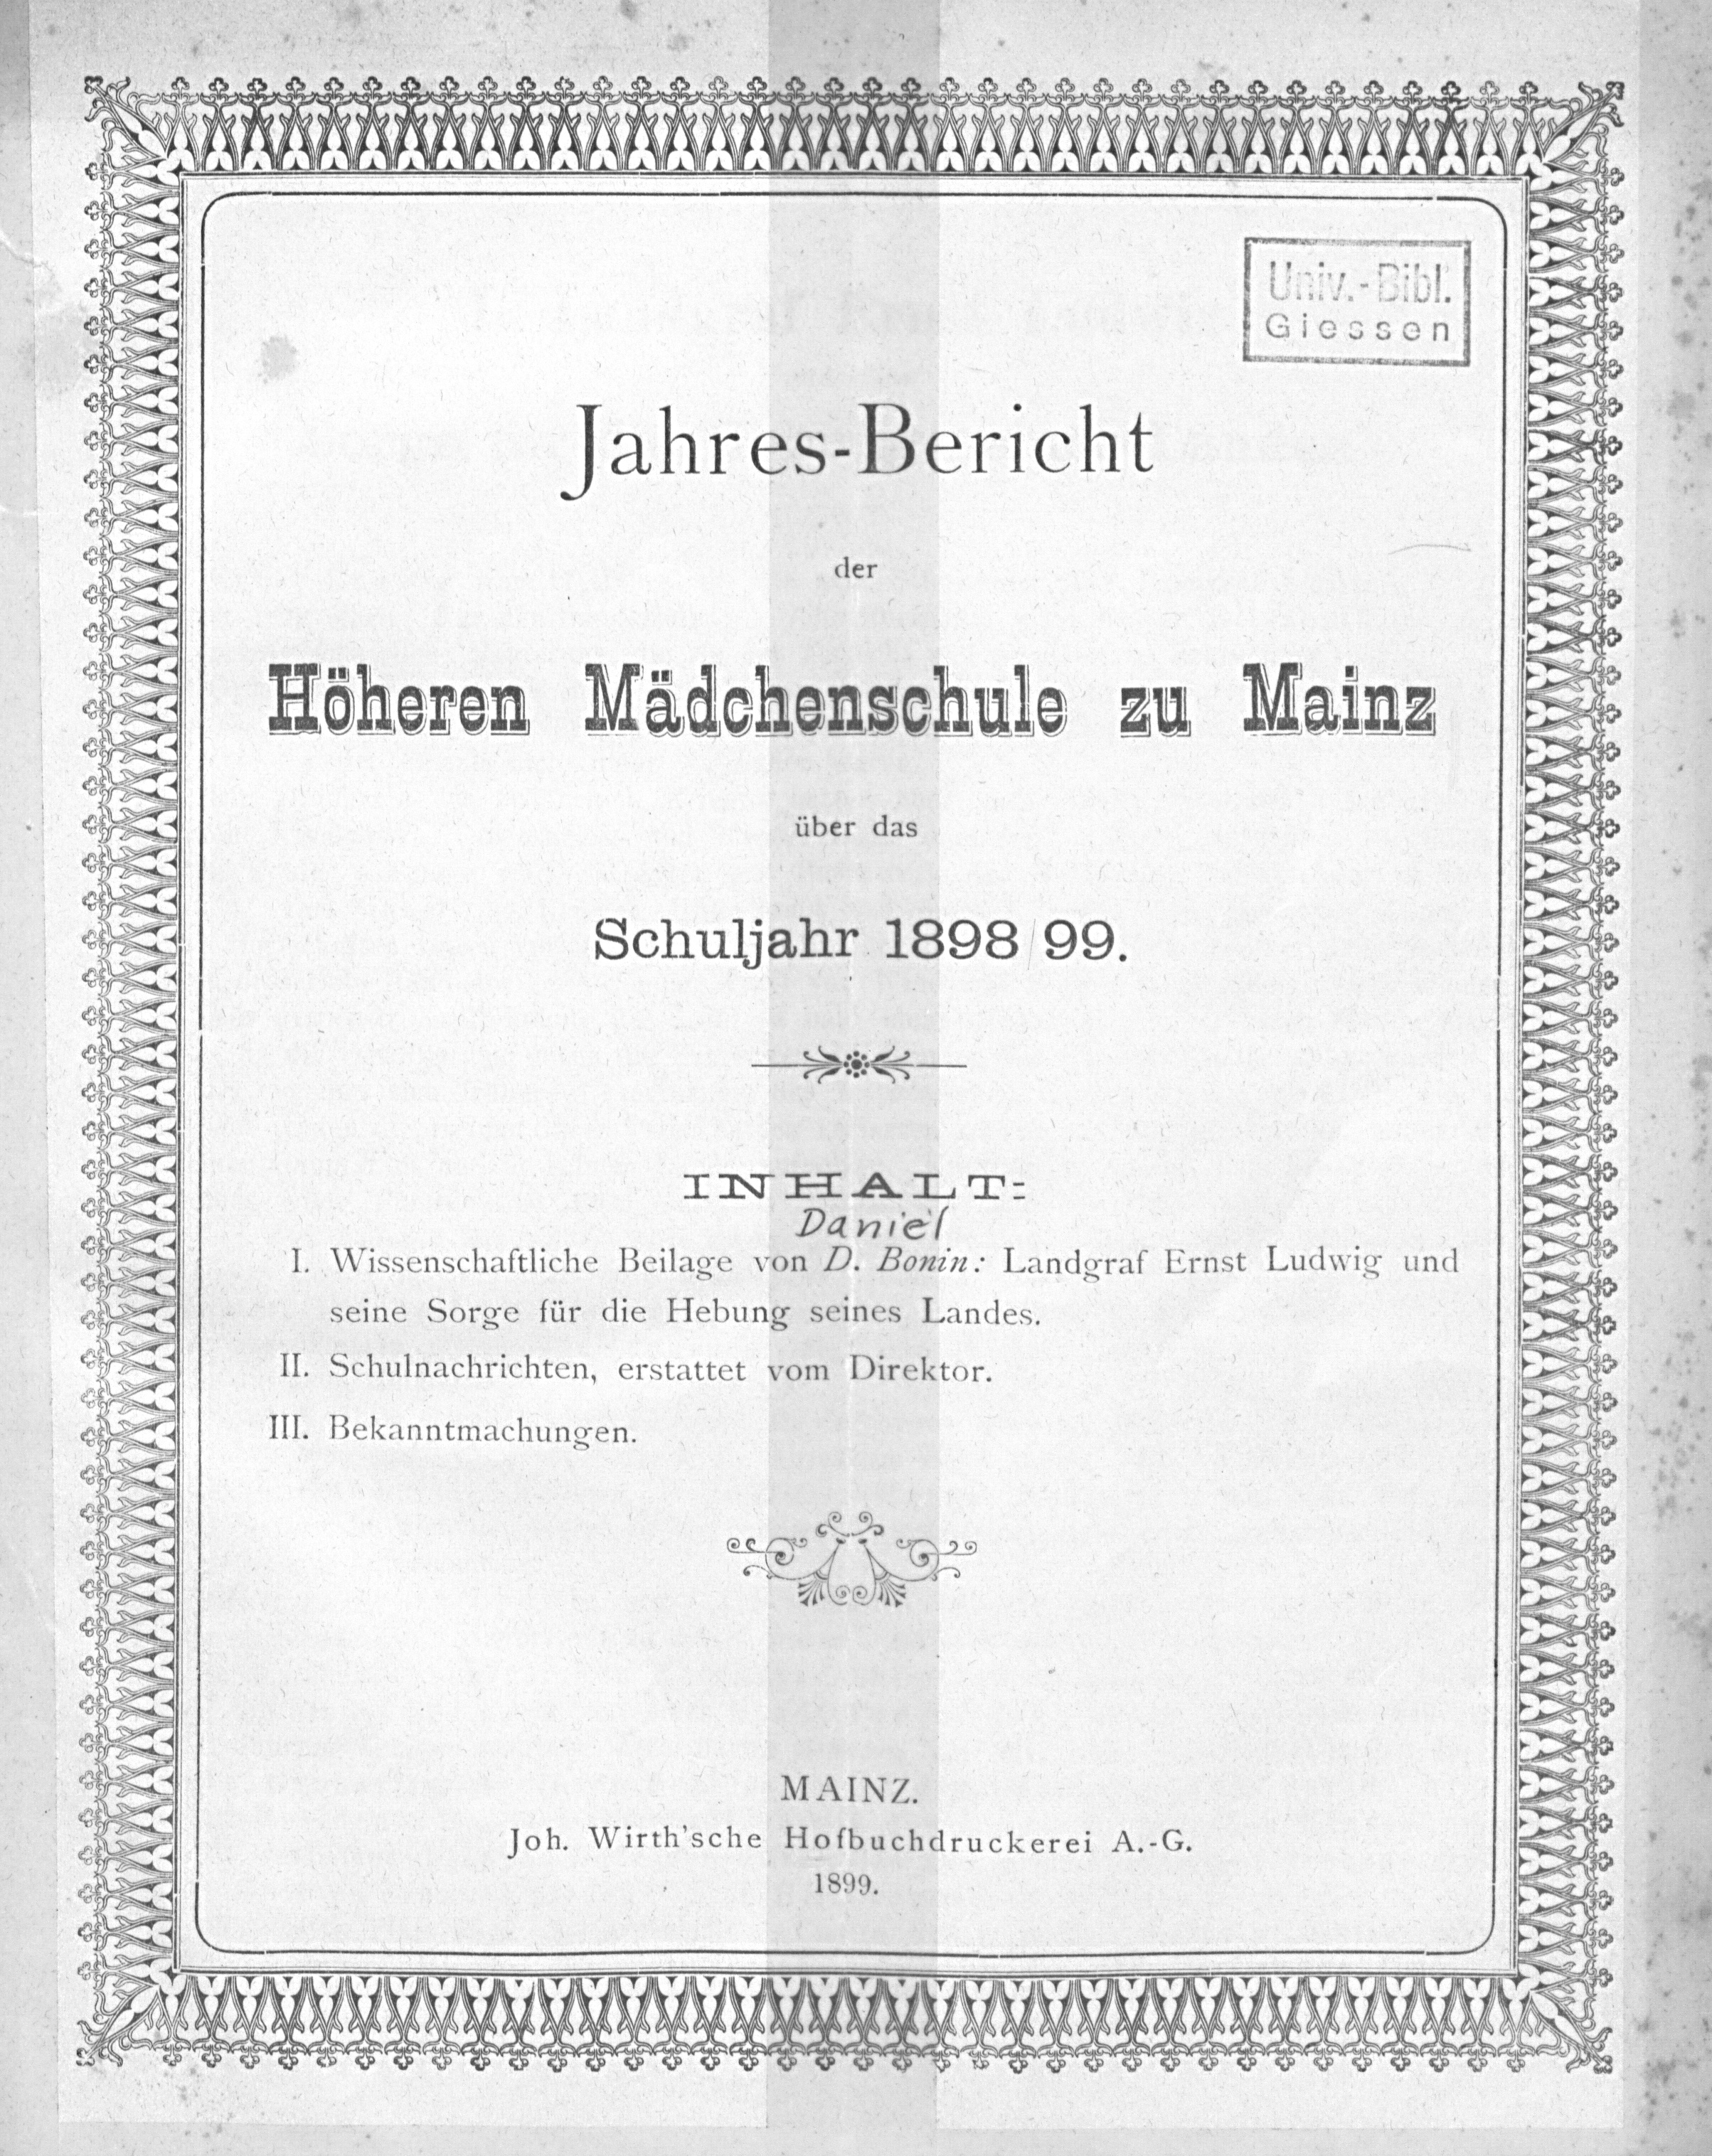 Univ.-Bibl.
Giessen
Jahres-Bericht
der
Höheren Mädchenschule zu Mainz
über das
Schuljahr 1898/99.
INHALT:
Daniel
I. Wissenschaftliche Beilage von D. Bonin: Landgraf Ernst Ludwig und
seine Sorge für die Hebung seines Landes.
II. Schulnachrichten, erstattet vom Direktor.
III. Bekanntmachungen.
MAINZ.
Joh. Wirth'sche Hofbuchdruckerei A.-G.
1899.